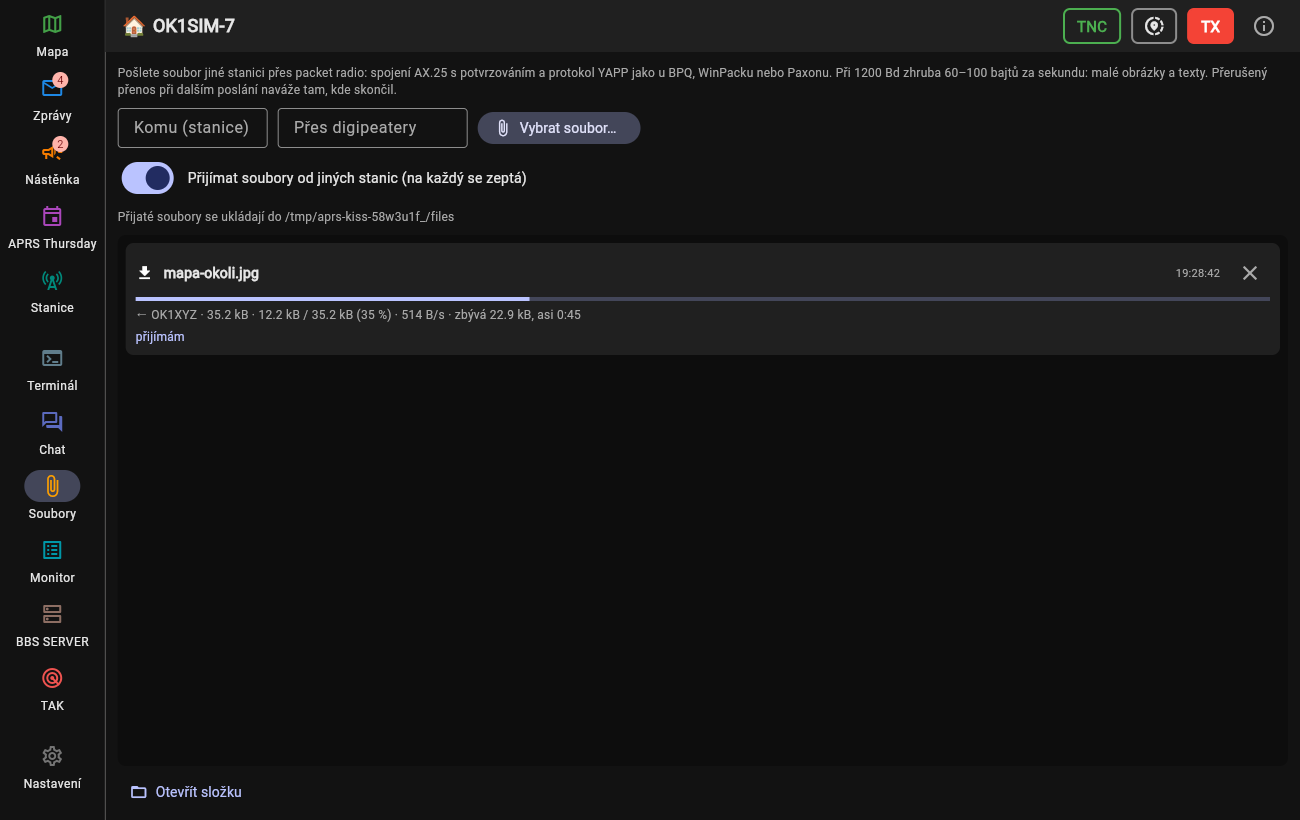 OK1SIM-7
TNC
TX
Mapa
4
Zprávy
2
Nástěnka
APRS Thursday
Stanice
Terminál
Chat
Soubory
Monitor
BBS SERVER
TAK
Nastavení
Pošlete soubor jiné stanici přes packet radio: spojení AX.25 s potvrzováním a protokol YAPP jako u BPQ, WinPacku nebo Paxonu. Při 1200 Bd zhruba 60–100 bajtů za sekundu: malé obrázky a texty. Přerušený
přenos při dalším poslání naváže tam, kde skončil.
Komu (stanice)
Přes digipeatery
Vybrat soubor…
Přijímat soubory od jiných stanic (na každý se zeptá)
Přijaté soubory se ukládají do /tmp/aprs-kiss-58w3u1f_/files
mapa-okoli.jpg
19:28:42
← OK1XYZ · 35.2 kB · 12.2 kB / 35.2 kB (35 %) · 514 B/s · zbývá 22.9 kB, asi 0:45
přijímám
Otevřít složku